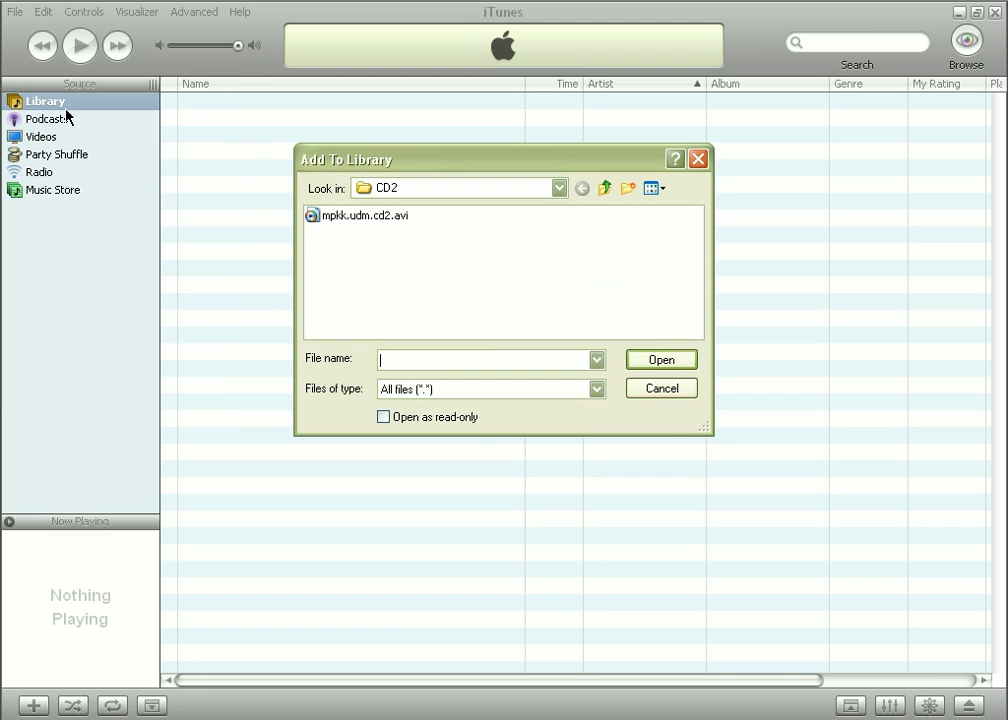 File Edit Controls Visualizer Advanced Help
iTunes
Search
Browse
Source
Name Time Artist Album Genre My Rating Pla
Library
Podcasts
Videos
Party Shuffle
Radio
Music Store
Add To Library
Look in: CD2
mpkk.udm.cd2.avi
File name:
Open
Files of type: All files (*.*)
Cancel
Open as read-only
Now Playing
Nothing
Playing